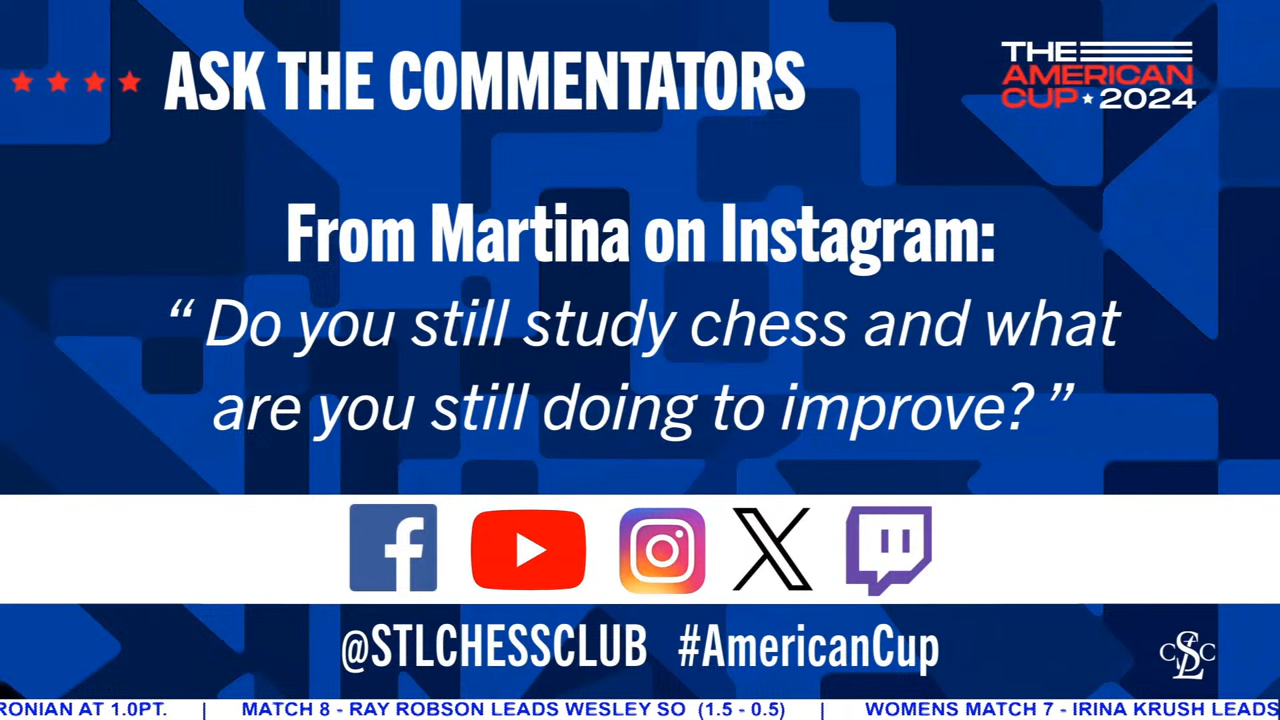 ASK THE COMMENTATORS
THE
AMERICAN
CUP 2024
From Martina on Instagram:
“ Do you still study chess and what
are you still doing to improve? ”
@STLCHESSCLUB #AmericanCup
RONIAN AT 1.0PT. | MATCH 8 - RAY ROBSON LEADS WESLEY SO (1.5 - 0.5) | WOMENS MATCH 7 - IRINA KRUSH LEADS